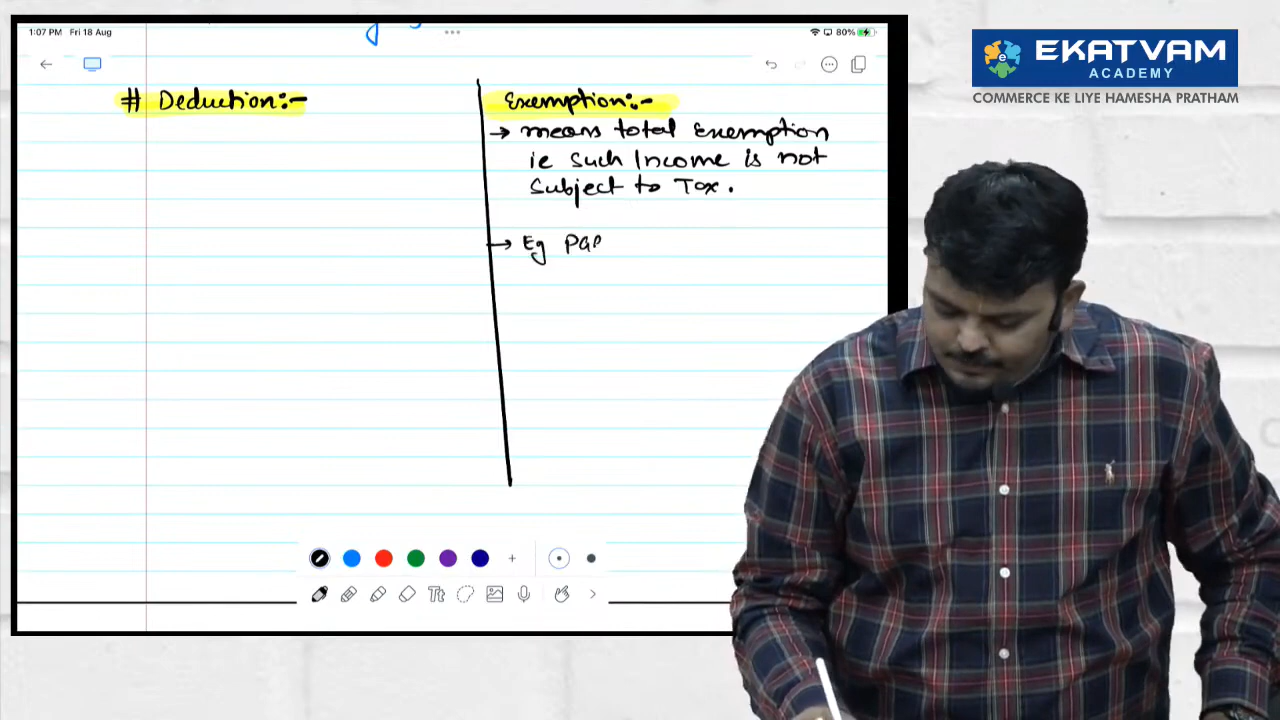 1:07 PM Fri 18 Aug
80%
# Deduction:-
Exemption:-
→ means total exemption
ie such Income is not
Subject to Tax.
→ Eg
Tt
EKATVAM
ACADEMY
COMMERCE KE LIYE HAMESHA PRATHAM